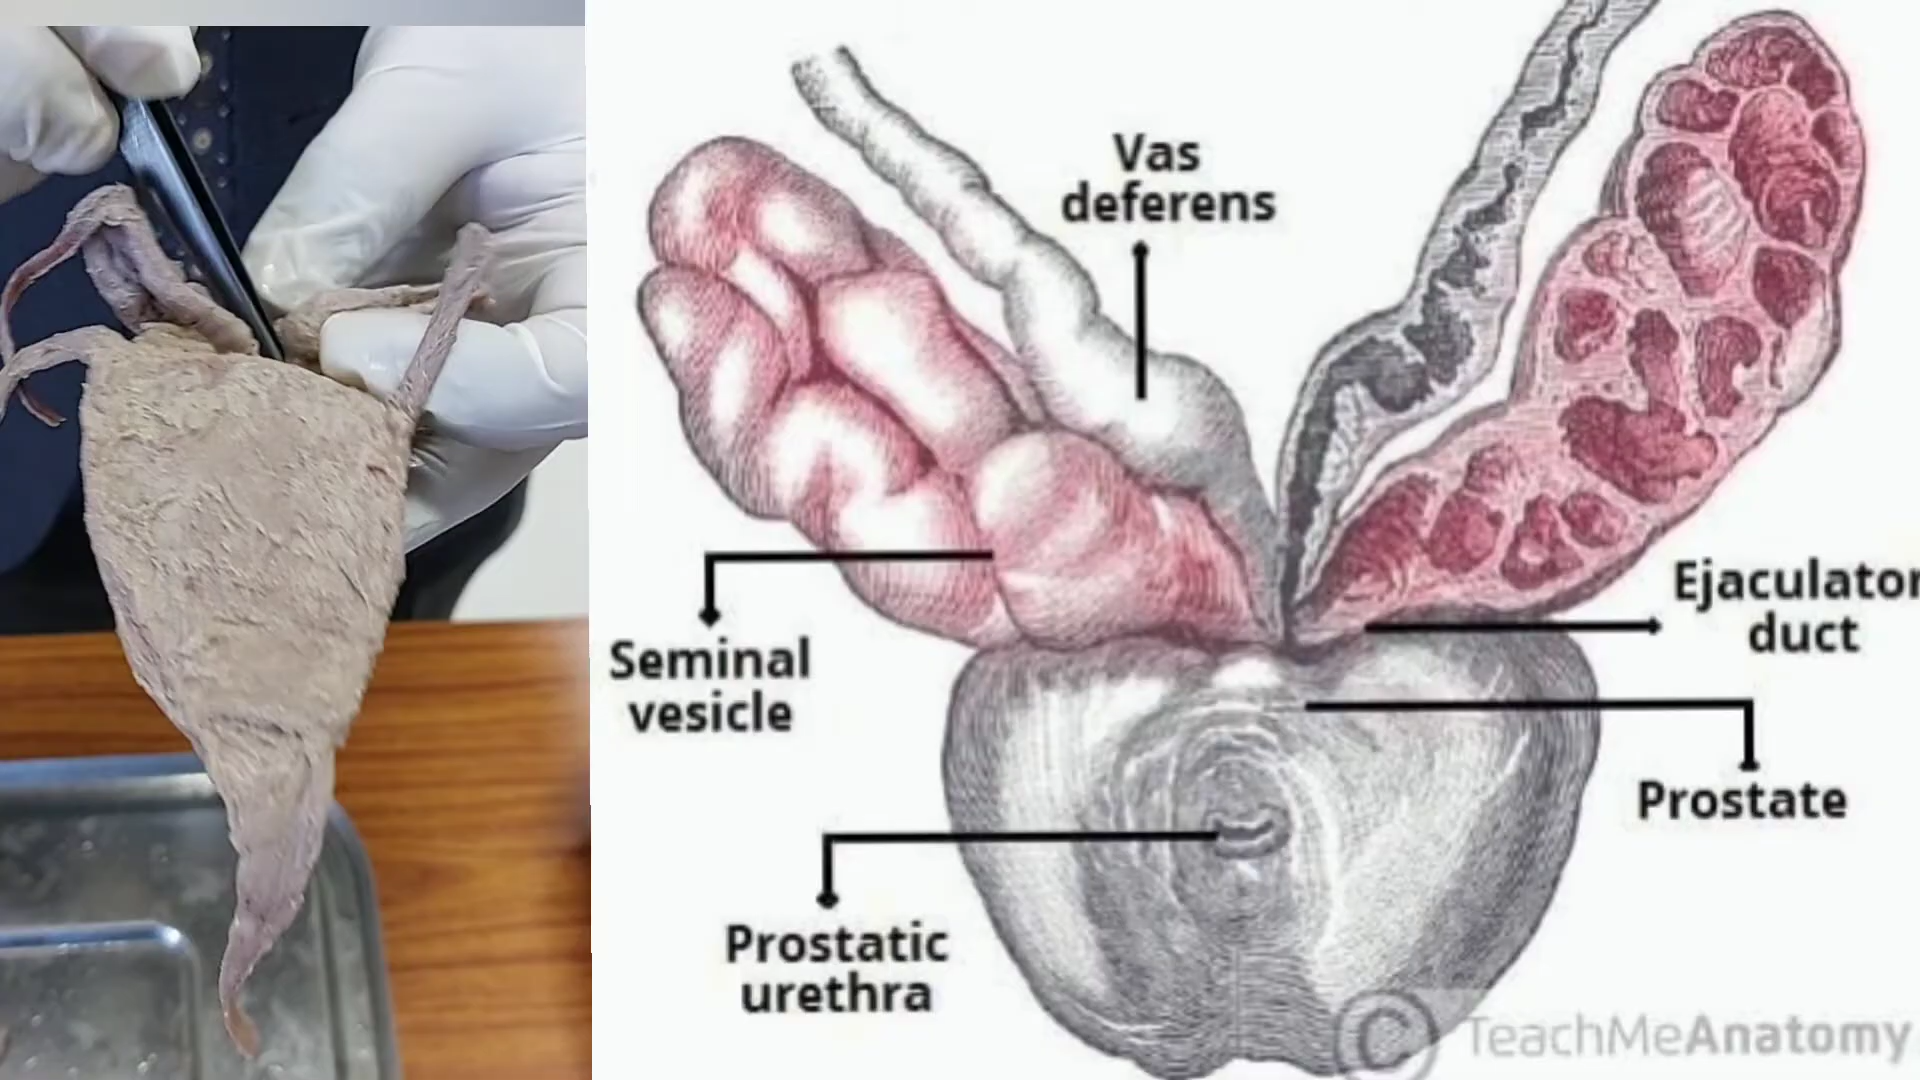 Vas
deferens
Ejaculator
duct
Seminal
vesicle
Prostate
Prostatic
urethra
© TeachMeAnatomy